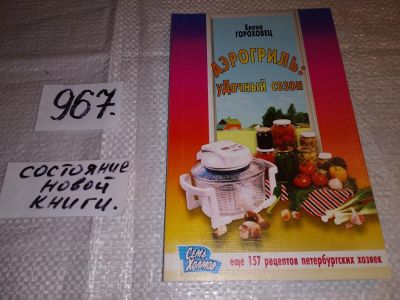 967.
состояние
новой
книги.
Елена
ГОРОХОВЕЦ
АЭРОГРИЛЬ:
уДачный сезон
Семь
Холмов
еще 157 рецептов петербургских хозяек